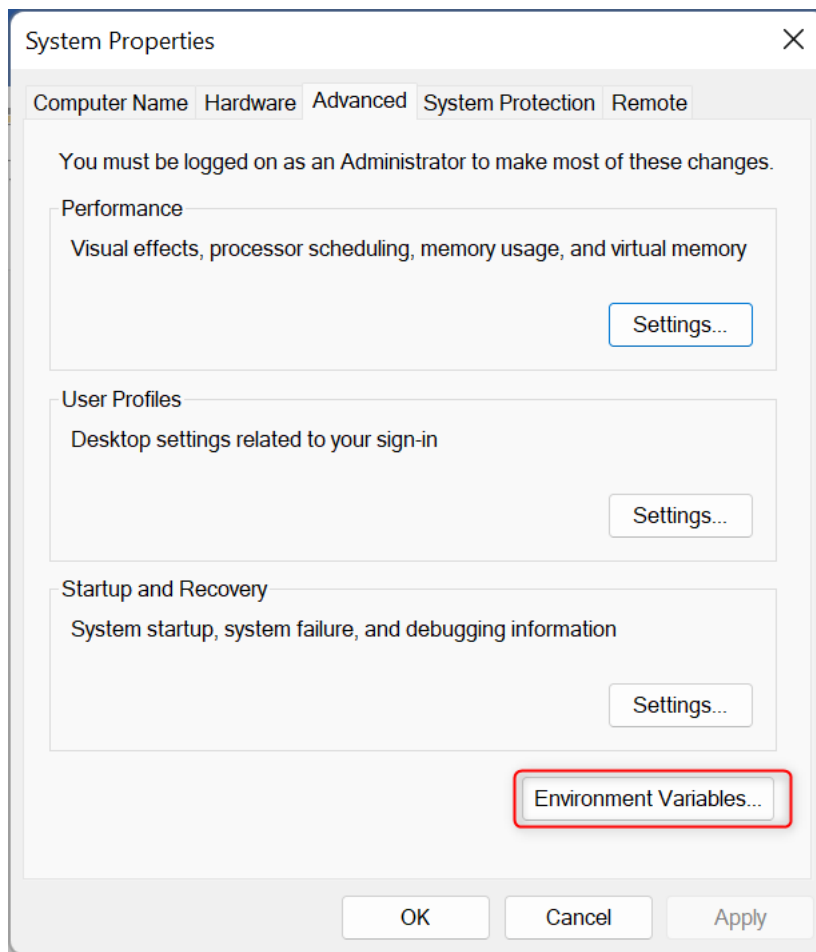 System Properties
Computer Name Hardware Advanced System Protection Remote
You must be logged on as an Administrator to make most of these changes.
Performance
Visual effects, processor scheduling, memory usage, and virtual memory
Settings...
User Profiles
Desktop settings related to your sign-in
Settings...
Startup and Recovery
System startup, system failure, and debugging information
Settings...
Environment Variables...
OK Cancel Apply